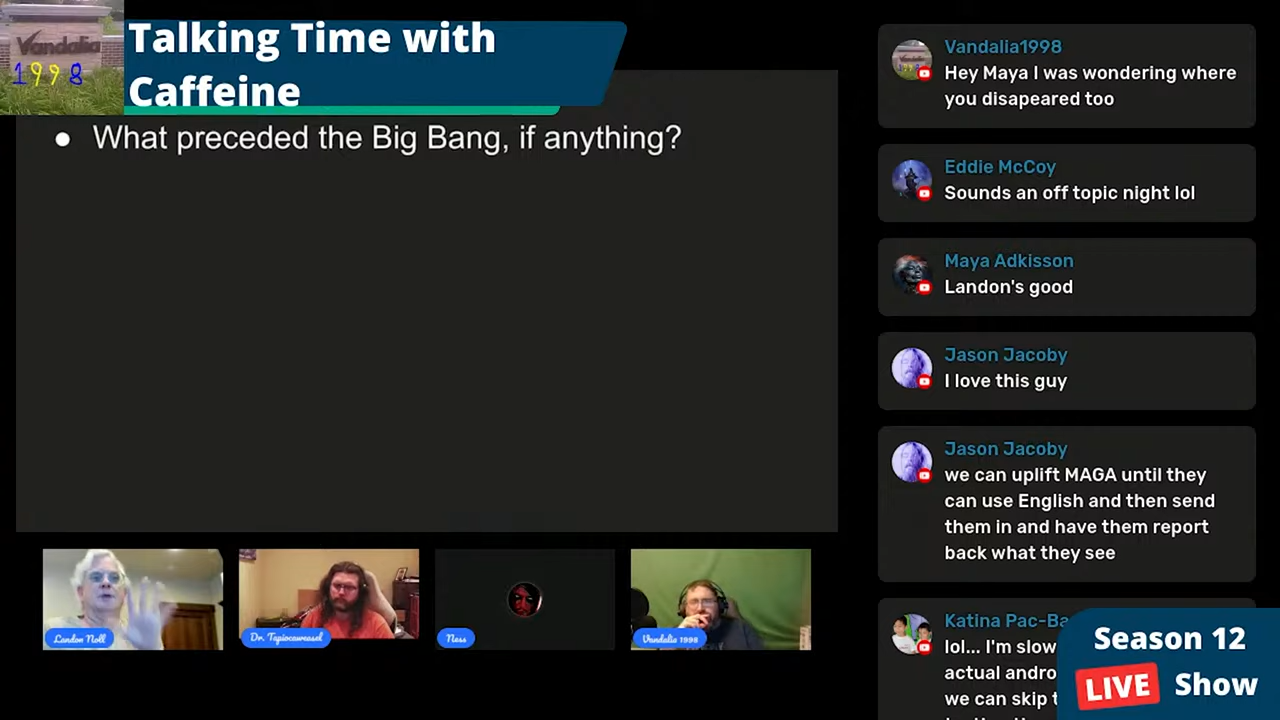 Vandalia
1998
Talking Time with
Caffeine
● What preceded the Big Bang, if anything?
Landon Noll
Dr. Tapiocaweasel
Ness
Vandalia 1998
Vandalia1998
Hey Maya I was wondering where
you disapeared too
Eddie McCoy
Sounds an off topic night lol
Maya Adkisson
Landon's good
Jason Jacoby
I love this guy
Jason Jacoby
we can uplift MAGA until they
can use English and then send
them in and have them report
back what they see
Katina Pac-Ba
lol... I'm slow
actual andro
we can skip t
Season 12
LIVE Show